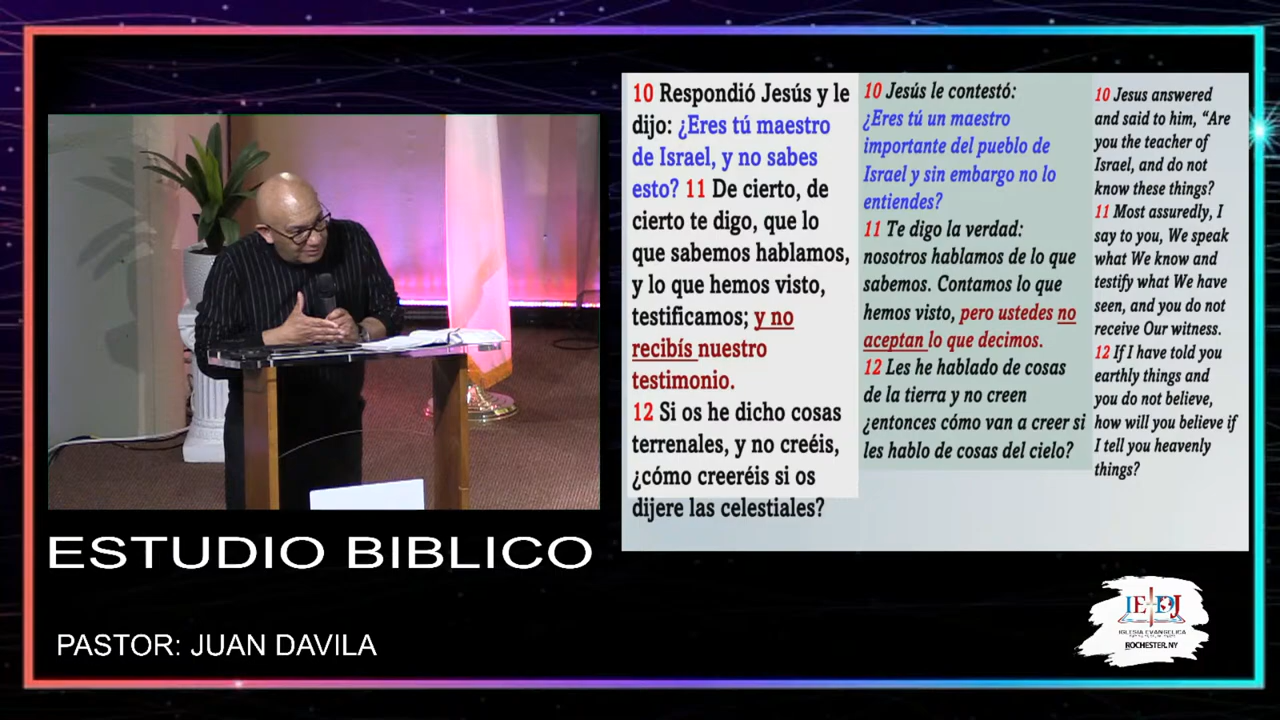 10 Respondió Jesús y le
dijo: ¿Eres tú maestro
de Israel, y no sabes
esto? 11 De cierto, de
cierto te digo, que lo
que sabemos hablamos,
y lo que hemos visto,
testificamos; y no
recibís nuestro
testimonio.
12 Si os he dicho cosas
terrenales, y no creéis,
¿cómo creeréis si os
dijere las celestiales?
10 Jesús le contestó:
¿Eres tú un maestro
importante del pueblo de
Israel y sin embargo no lo
entiendes?
11 Te digo la verdad:
nosotros hablamos de lo que
sabemos. Contamos lo que
hemos visto, pero ustedes no
aceptan lo que decimos.
12 Les he hablado de cosas
de la tierra y no creen
¿entonces cómo van a creer si
les hablo de cosas del cielo?
10 Jesus answered
and said to him, “Are
you the teacher of
Israel, and do not
know these things?
11 Most assuredly, I
say to you, We speak
what We know and
testify what We have
seen, and you do not
receive Our witness.
12 If I have told you
earthly things and
you do not believe,
how will you believe if
I tell you heavenly
things?
ESTUDIO BIBLICO
PASTOR: JUAN DAVILA
IGLESIA EVANGELICA
ROCHESTER, NY